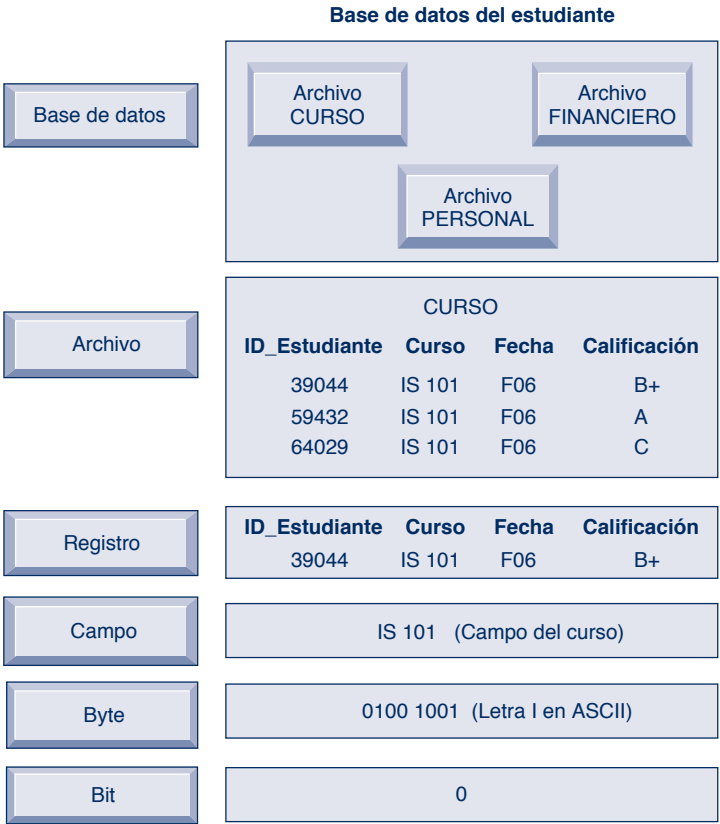 Base de datos del estudiante
Base de datos
Archivo
CURSO
Archivo
FINANCIERO
Archivo
PERSONAL
Archivo
CURSO
ID_Estudiante Curso Fecha Calificación
39044 IS 101 F06 B+
59432 IS 101 F06 A
64029 IS 101 F06 C
Registro
ID_Estudiante Curso Fecha Calificación
39044 IS 101 F06 B+
Campo
IS 101 (Campo del curso)
Byte
0100 1001 (Letra I en ASCII)
Bit
0